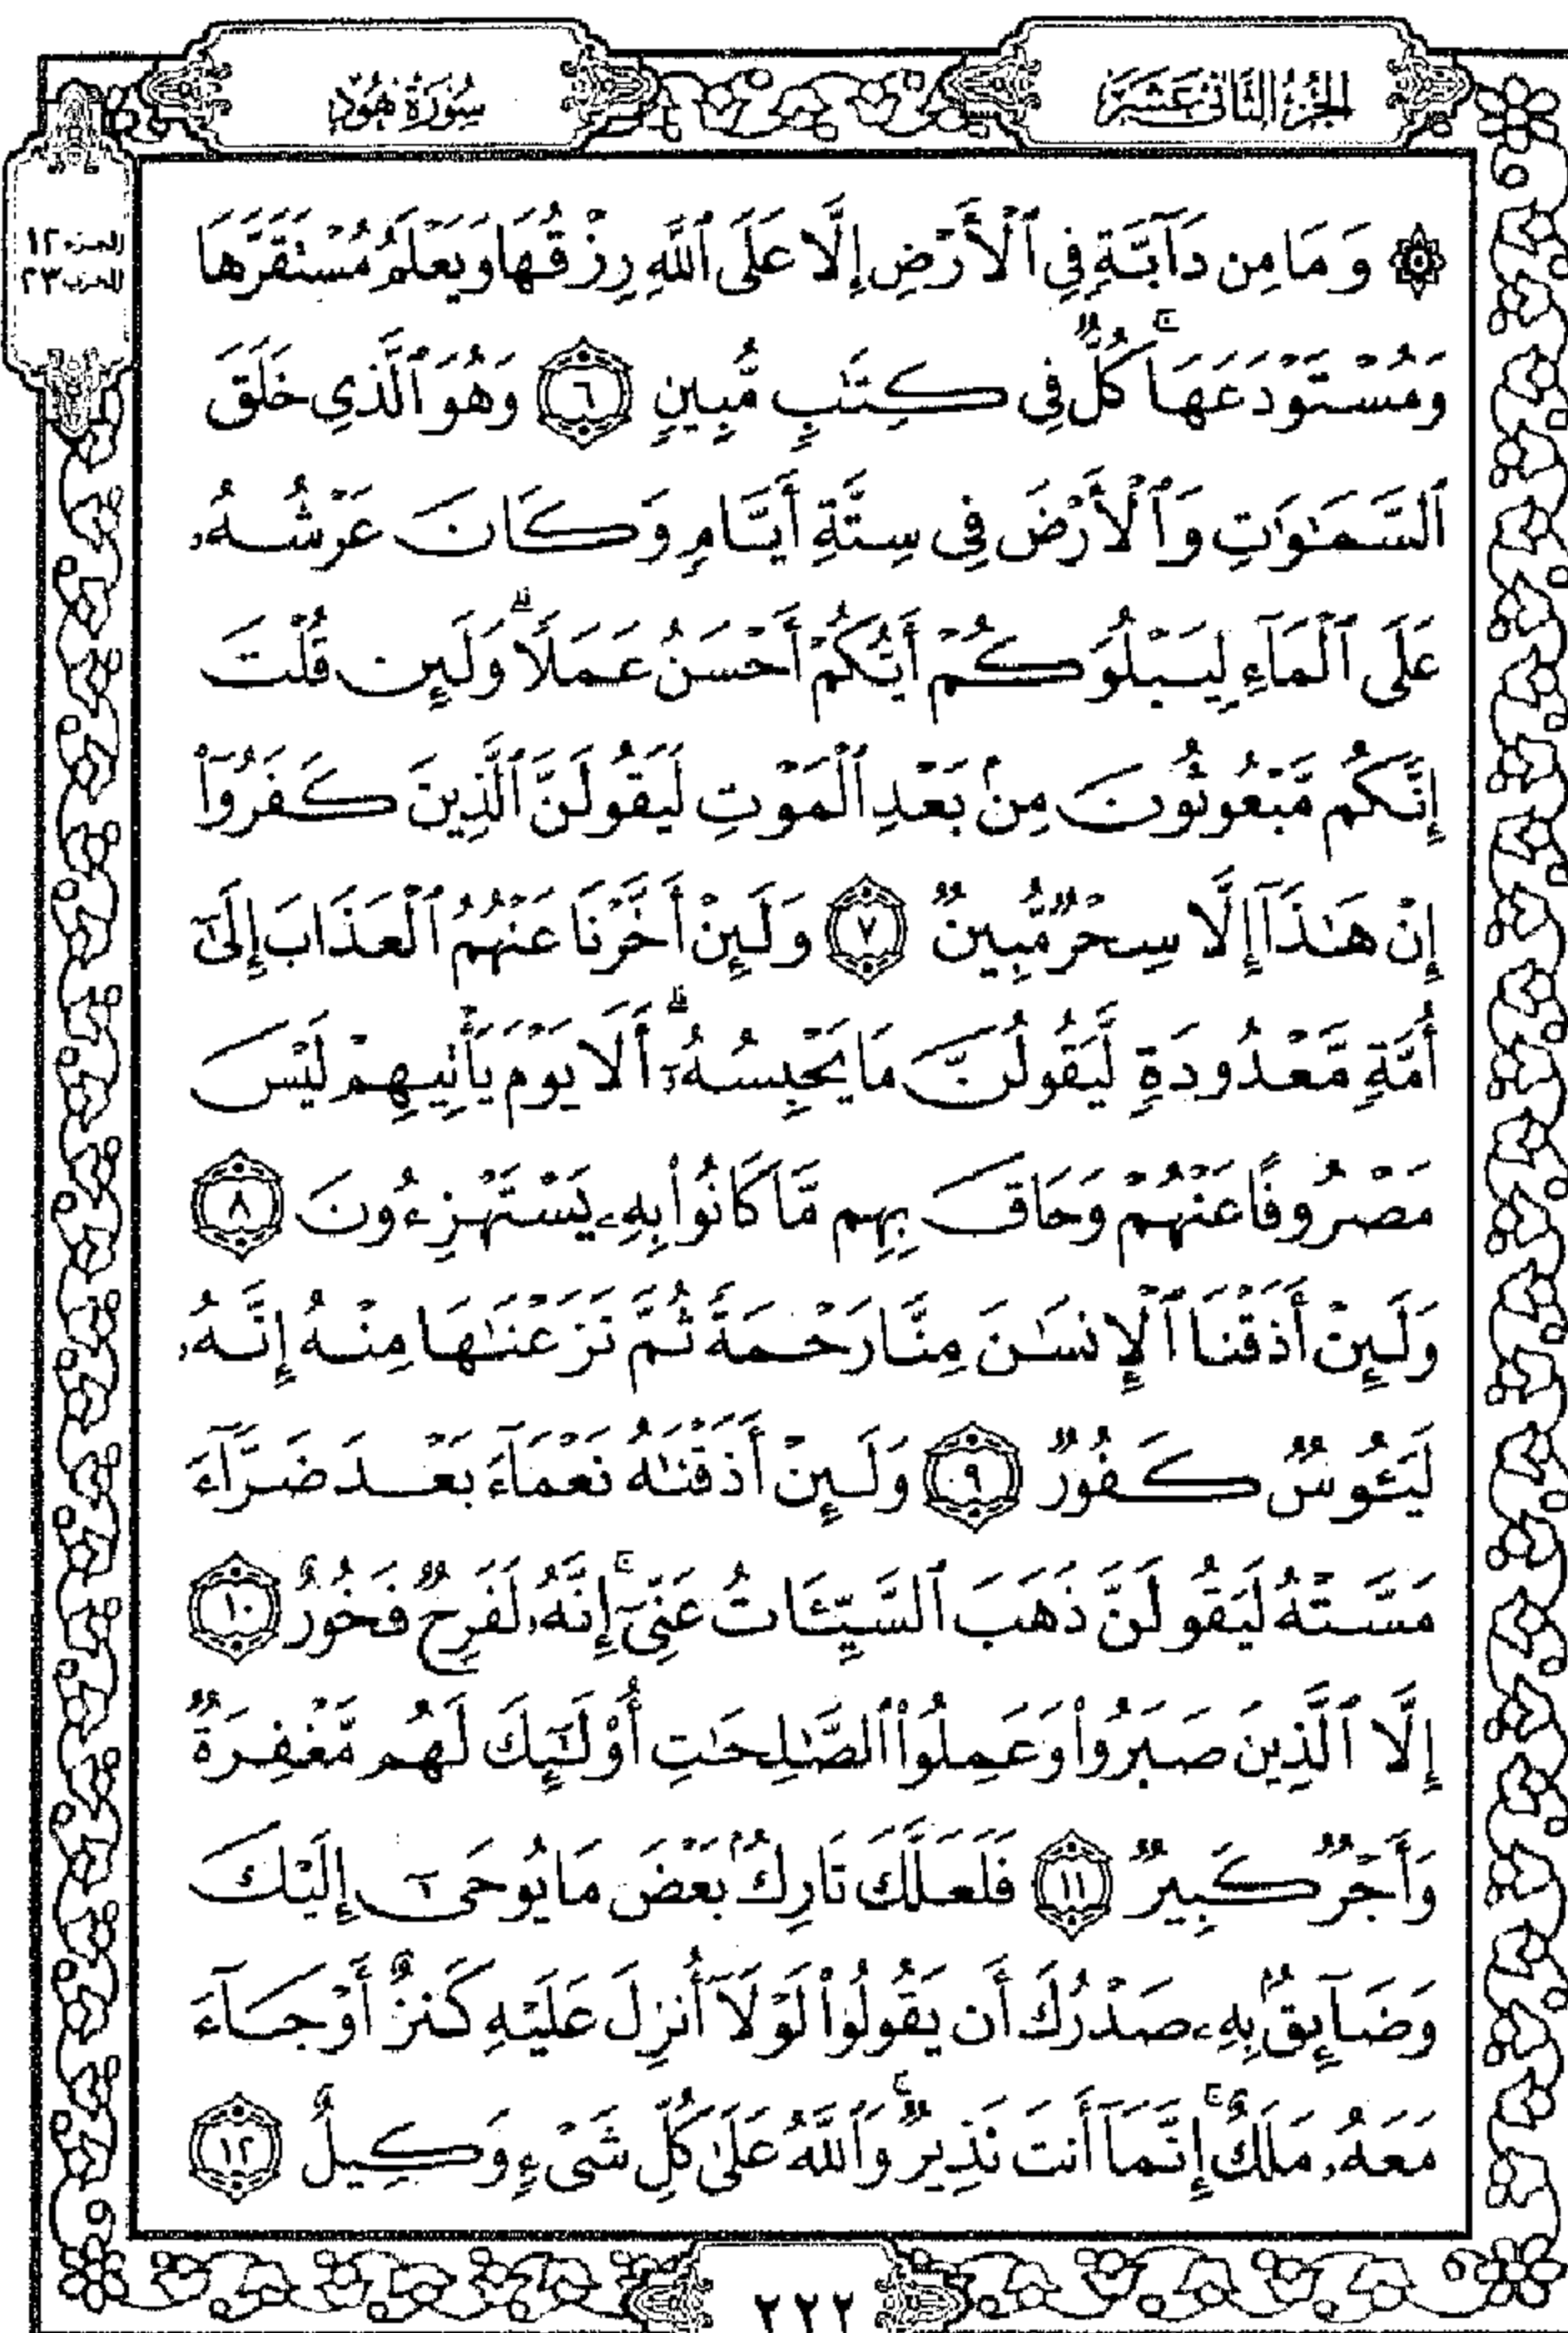 الجزء الثاني عشر
سورة هود
الجزء ١٢
الحزب ٢٣
۞ وَمَا مِن دَآبَّةٍ فِي ٱلْأَرْضِ إِلَّا عَلَى ٱللَّهِ رِزْقُهَا وَيَعْلَمُ مُسْتَقَرَّهَا
وَمُسْتَوْدَعَهَا ۚ كُلٌّ فِي كِتَٰبٍ مُّبِينٍ ٦ وَهُوَ ٱلَّذِي خَلَقَ
ٱلسَّمَٰوَٰتِ وَٱلْأَرْضَ فِي سِتَّةِ أَيَّامٍ وَكَانَ عَرْشُهُۥ
عَلَى ٱلْمَآءِ لِيَبْلُوَكُمْ أَيُّكُمْ أَحْسَنُ عَمَلًا ۗ وَلَئِن قُلْتَ
إِنَّكُم مَّبْعُوثُونَ مِنۢ بَعْدِ ٱلْمَوْتِ لَيَقُولَنَّ ٱلَّذِينَ كَفَرُوٓا۟
إِنْ هَٰذَآ إِلَّا سِحْرٌ مُّبِينٌ ٧ وَلَئِنْ أَخَّرْنَا عَنْهُمُ ٱلْعَذَابَ إِلَىٰٓ
أُمَّةٍ مَّعْدُودَةٍ لَّيَقُولُنَّ مَا يَحْبِسُهُۥٓ ۗ أَلَا يَوْمَ يَأْتِيهِمْ لَيْسَ
مَصْرُوفًا عَنْهُمْ وَحَاقَ بِهِم مَّا كَانُوا۟ بِهِۦ يَسْتَهْزِءُونَ ٨
وَلَئِنْ أَذَقْنَا ٱلْإِنسَٰنَ مِنَّا رَحْمَةً ثُمَّ نَزَعْنَٰهَا مِنْهُ إِنَّهُۥ
لَيَـُٔوسٌ كَفُورٌ ٩ وَلَئِنْ أَذَقْنَٰهُ نَعْمَآءَ بَعْدَ ضَرَّآءَ
مَسَّتْهُ لَيَقُولَنَّ ذَهَبَ ٱلسَّيِّـَٔاتُ عَنِّيٓ ۚ إِنَّهُۥ لَفَرِحٌ فَخُورٌ ١٠
إِلَّا ٱلَّذِينَ صَبَرُوا۟ وَعَمِلُوا۟ ٱلصَّٰلِحَٰتِ أُو۟لَٰٓئِكَ لَهُم مَّغْفِرَةٌ
وَأَجْرٌ كَبِيرٌ ١١ فَلَعَلَّكَ تَارِكٌۢ بَعْضَ مَا يُوحَىٰٓ إِلَيْكَ
وَضَآئِقٌۢ بِهِۦ صَدْرُكَ أَن يَقُولُوا۟ لَوْلَآ أُنزِلَ عَلَيْهِ كَنزٌ أَوْ جَآءَ
مَعَهُۥ مَلَكٌ ۚ إِنَّمَآ أَنتَ نَذِيرٌ ۚ وَٱللَّهُ عَلَىٰ كُلِّ شَىْءٍ وَكِيلٌ ١٢
٢٢٢